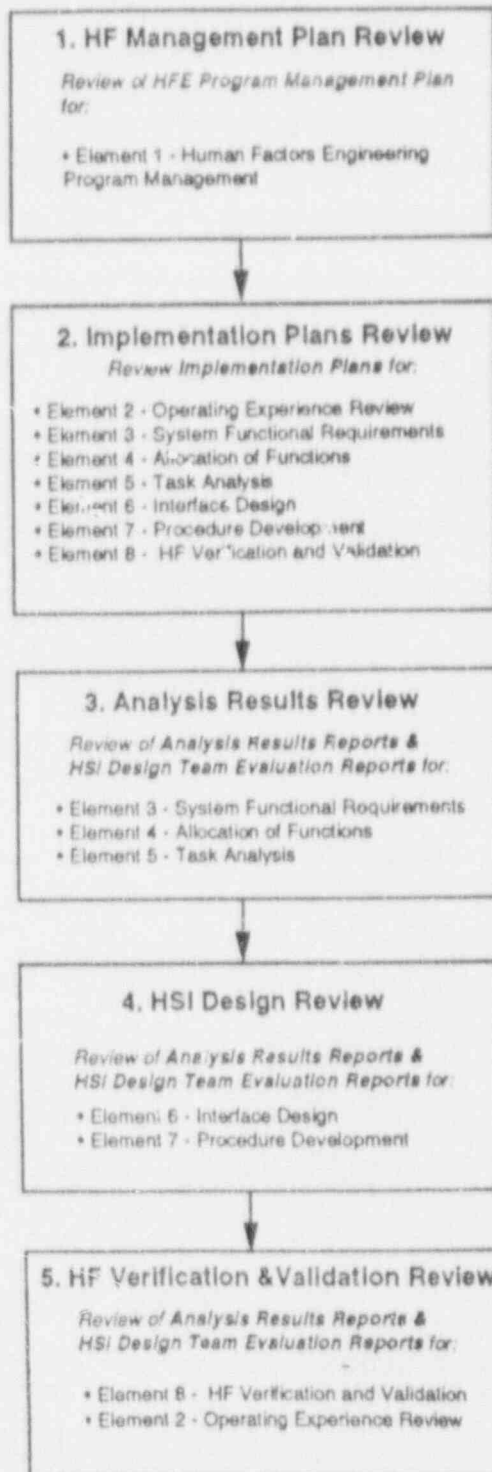 1. HF Management Plan Review
Review of HFE Program Management Plan
for:
• Element 1 - Human Factors Engineering
Program Management
2. Implementation Plans Review
Review Implementation Plans for:
• Element 2 - Operating Experience Review
• Element 3 - System Functional Requirements
• Element 4 - Allocation of Functions
• Element 5 - Task Analysis
• Element 6 - Interface Design
• Element 7 - Procedure Development
• Element 8 - HF Verification and Validation
3. Analysis Results Review
Review of Analysis Results Reports &
HSI Design Team Evaluation Reports for:
• Element 3 - System Functional Requirements
• Element 4 - Allocation of Functions
• Element 5 - Task Analysis
4. HSI Design Review
Review of Analysis Results Reports &
HSI Design Team Evaluation Reports for:
• Element 6 - Interface Design
• Element 7 - Procedure Development
5. HF Verification &Validation Review
Review of Analysis Results Reports &
HSI Design Team Evaluation Reports for:
• Element 8 - HF Verification and Validation
• Element 2 - Operating Experience Review